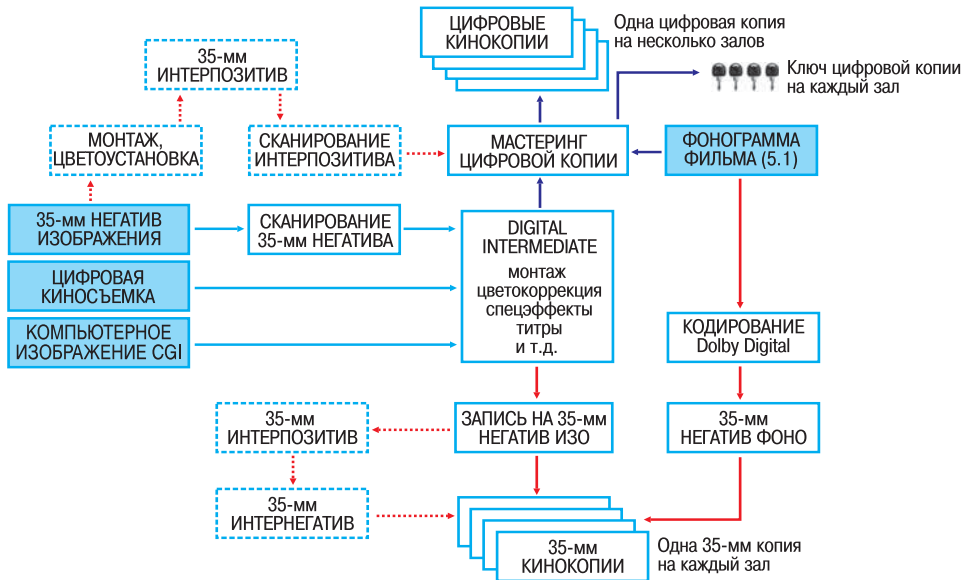 ЦИФРОВЫЕ
КИНОКОПИИ
Одна цифровая копия
на несколько залов
35-мм
ИНТЕРПОЗИТИВ
Ключ цифровой копии
на каждый зал
МОНТАЖ,
ЦВЕТОУСТАНОВКА
СКАНИРОВАНИЕ
ИНТЕРПОЗИТИВА
МАСТЕРИНГ
ЦИФРОВОЙ КОПИИ
ФОНОГРАММА
ФИЛЬМА (5.1)
35-мм НЕГАТИВ
ИЗОБРАЖЕНИЯ
СКАНИРОВАНИЕ
35-мм НЕГАТИВА
DIGITAL
INTERMEDIATE
монтаж
цветокоррекция
спецэффекты
титры
и т.д.
ЦИФРОВАЯ
КИНОСЪЕМКА
КОМПЬЮТЕРНОЕ
ИЗОБРАЖЕНИЕ CGI
КОДИРОВАНИЕ
Dolby Digital
35-мм
ИНТЕРПОЗИТИВ
ЗАПИСЬ НА 35-мм
НЕГАТИВ ИЗО
35-мм
НЕГАТИВ ФОНО
35-мм
ИНТЕРНЕГАТИВ
35-мм
КИНОКОПИИ
Одна 35-мм копия
на каждый зал